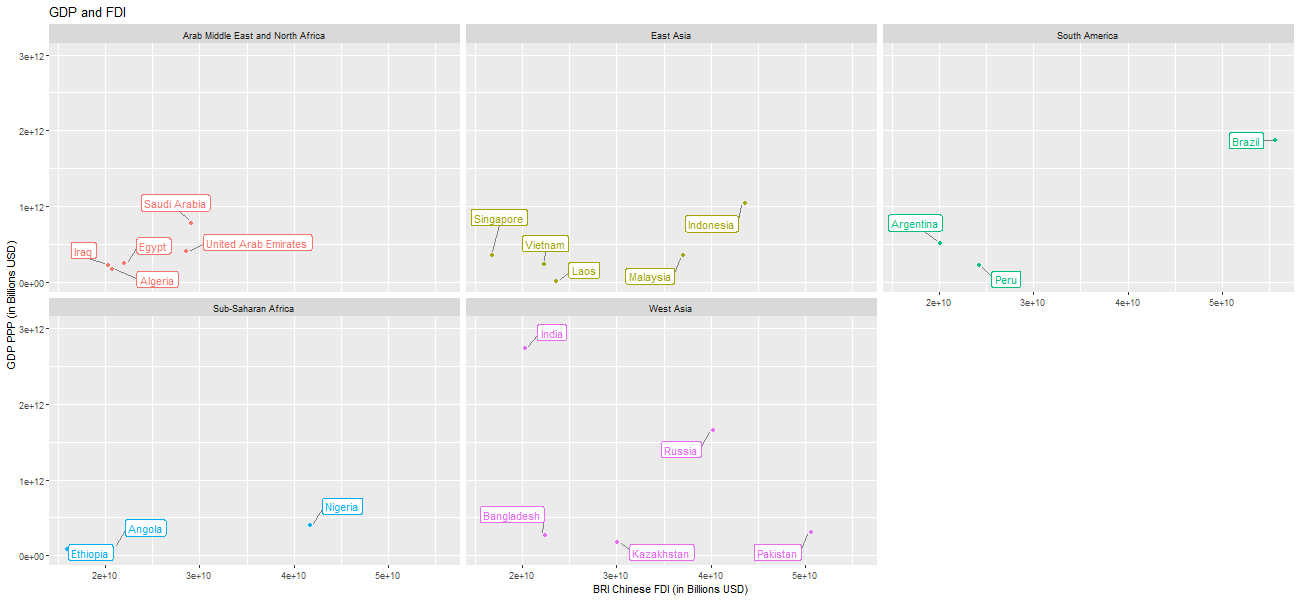 GDP and FDI
Arab Middle East and North Africa
East Asia
South America
GDP PPP (in Billions USD)
3e+12
2e+12
1e+12
0e+00
Saudi Arabia
Iraq
Egypt
United Arab Emirates
Algeria
Singapore
Vietnam
Laos
Malaysia
Indonesia
Brazil
Argentina
Peru
2e+10 3e+10 4e+10 5e+10
Sub-Saharan Africa
West Asia
3e+12
2e+12
1e+12
0e+00
Ethiopia
Angola
Nigeria
India
Russia
Bangladesh
Kazakhstan
Pakistan
2e+10 3e+10 4e+10 5e+10
2e+10 3e+10 4e+10 5e+10
BRI Chinese FDI (in Billions USD)